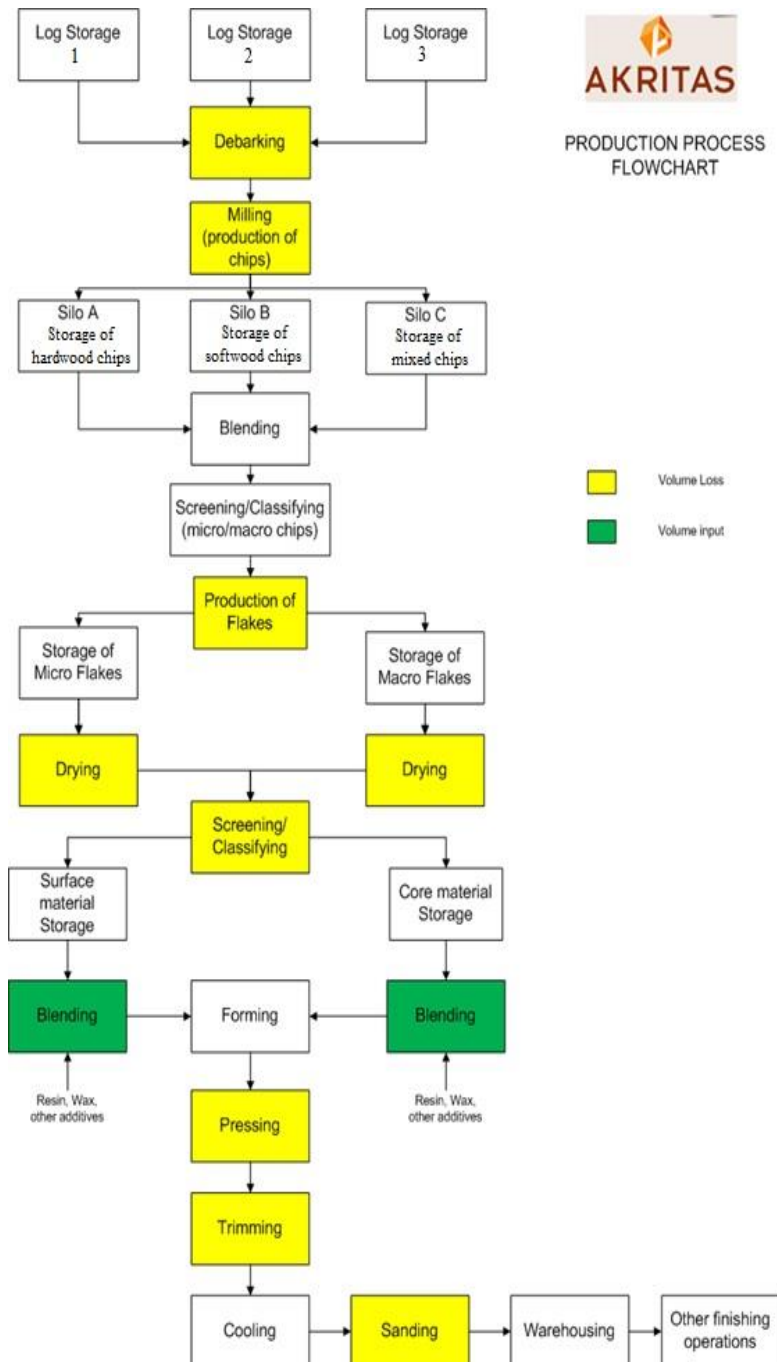 Log Storage
1
Log Storage
2
Log Storage
3
AKRITAS
PRODUCTION PROCESS
FLOWCHART
Debarking
Milling
(production of
chips)
Silo A
Storage of
hardwood chips
Silo B
Storage of
softwood chips
Silo C
Storage of
mixed chips
Blending
Screening/Classifying
(micro/macro chips)
Volume Loss
Volume input
Production of
Flakes
Storage of
Micro Flakes
Storage of
Macro Flakes
Drying
Drying
Screening/
Classifying
Surface
material
Storage
Core material
Storage
Blending
Forming
Blending
Resin, Wax,
other additives
Resin, Wax,
other additives
Pressing
Trimming
Cooling
Sanding
Warehousing
Other finishing
operations